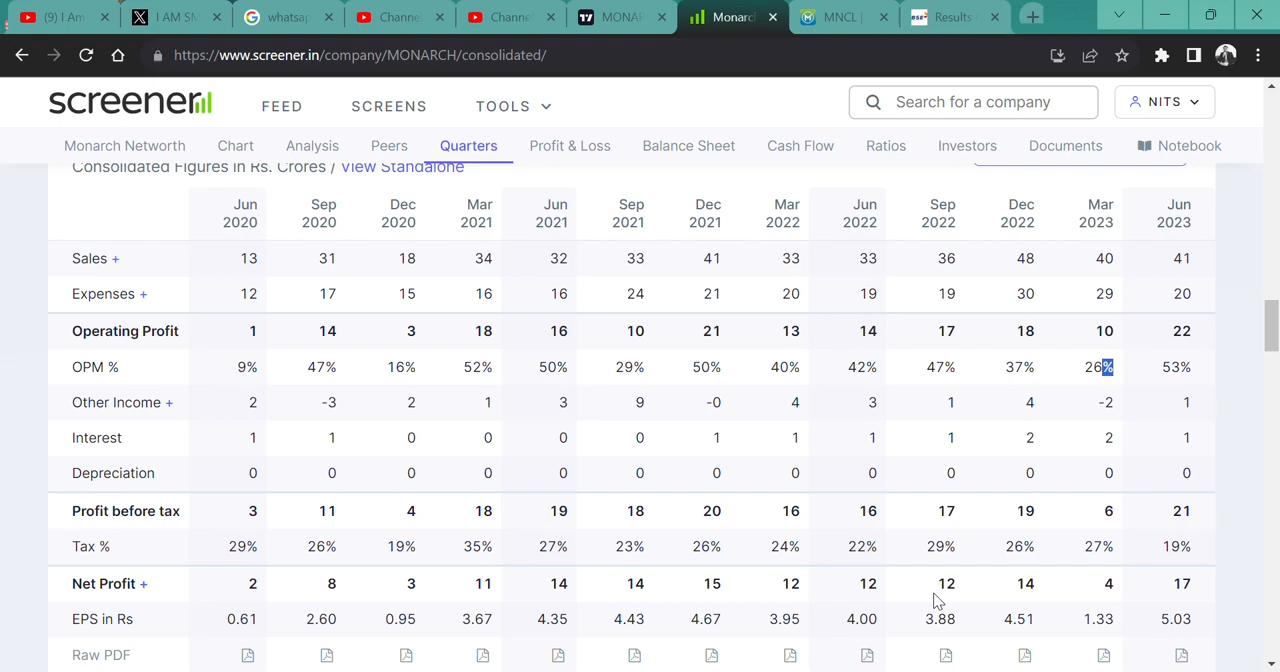 (9) I Am
I AM SM
whatsap
Channe
Channe
MONAR
Monarc
MNCL |
Results
https://www.screener.in/company/MONARCH/consolidated/
screener
FEED SCREENS TOOLS
Search for a company
NITS
Monarch Networth Chart Analysis Peers Quarters Profit & Loss Balance Sheet Cash Flow Ratios Investors Documents Notebook
Consolidated Figures in Rs. Crores / View Standalone
Jun 2020 Sep 2020 Dec 2020 Mar 2021 Jun 2021 Sep 2021 Dec 2021 Mar 2022 Jun 2022 Sep 2022 Dec 2022 Mar 2023 Jun 2023
Sales + 13 31 18 34 32 33 41 33 33 36 48 40 41
Expenses + 12 17 15 16 16 24 21 20 19 19 30 29 20
Operating Profit 1 14 3 18 16 10 21 13 14 17 18 10 22
OPM % 9% 47% 16% 52% 50% 29% 50% 40% 42% 47% 37% 26% 53%
Other Income + 2 -3 2 1 3 9 -0 4 3 1 4 -2 1
Interest 1 1 0 0 0 0 1 1 1 1 2 2 1
Depreciation 0 0 0 0 0 0 0 0 0 0 0 0 0
Profit before tax 3 11 4 18 19 18 20 16 16 17 19 6 21
Tax % 29% 26% 19% 35% 27% 23% 26% 24% 22% 29% 26% 27% 19%
Net Profit + 2 8 3 11 14 14 15 12 12 12 14 4 17
EPS in Rs 0.61 2.60 0.95 3.67 4.35 4.43 4.67 3.95 4.00 3.88 4.51 1.33 5.03
Raw PDF